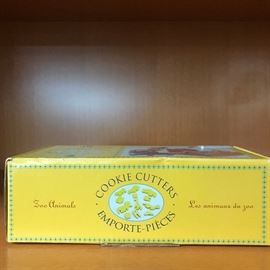 Zoo Animals
COOKIE CUTTERS
EMPORTE-PIÈCES
Les animaux du zoo